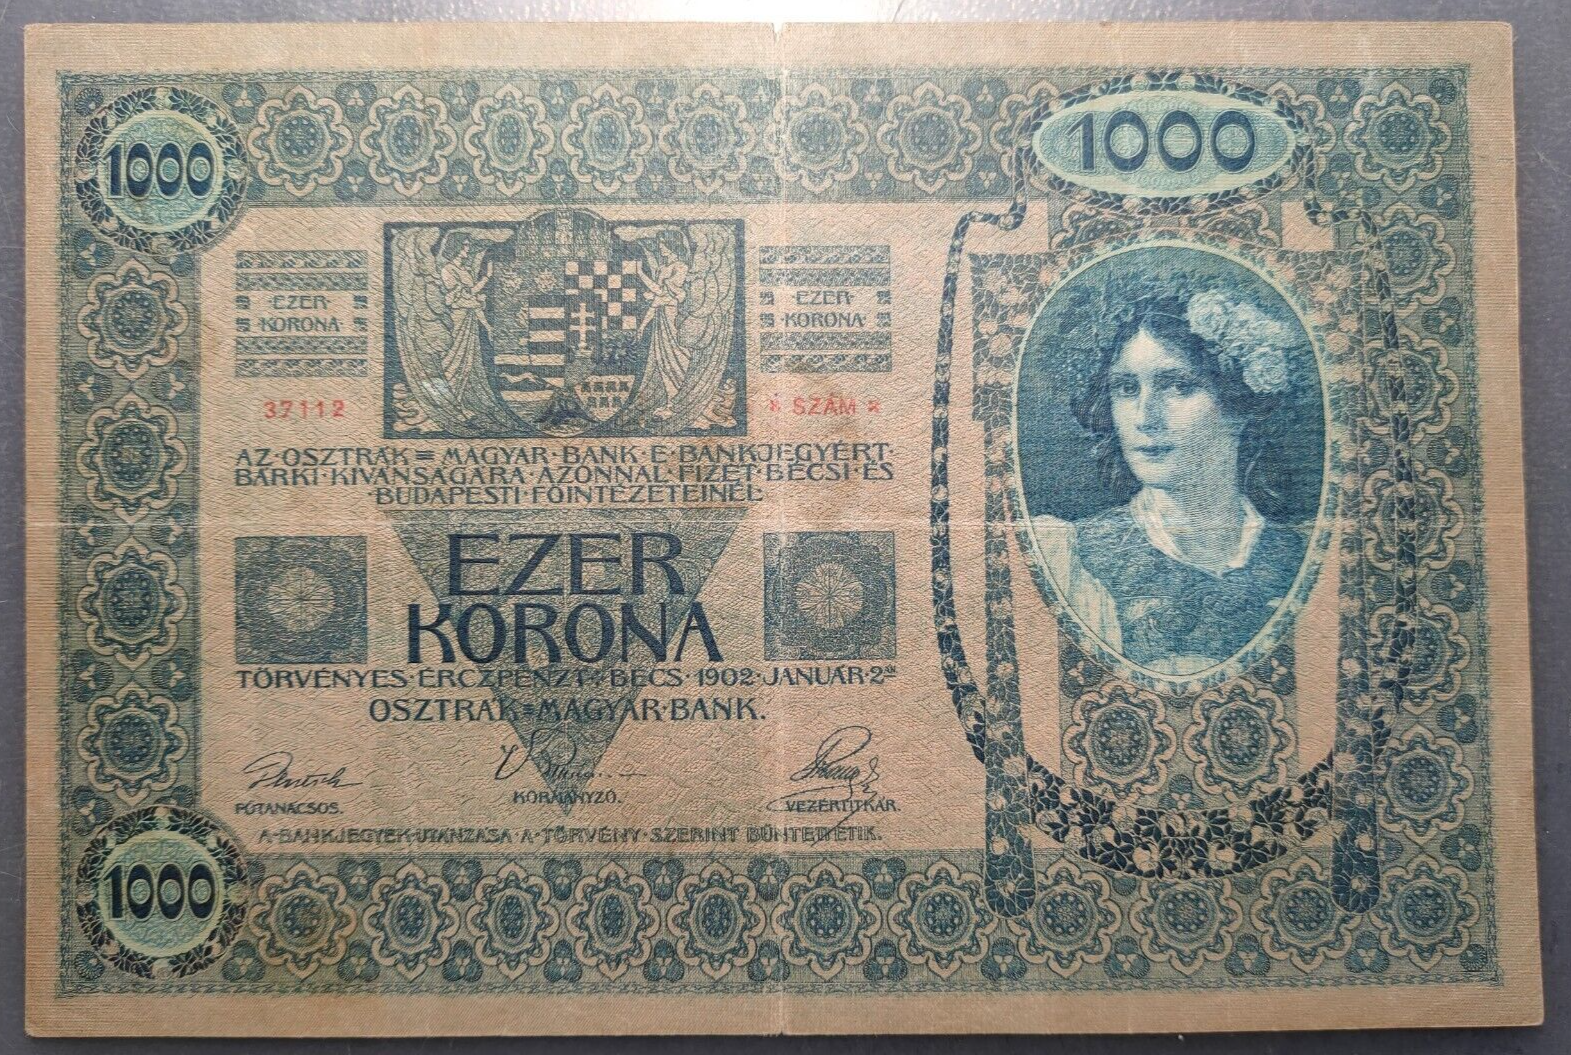 1000
1000
·EZER·
·KORONA·
·EZER·
·KORONA·
37112
* SZÁM *
AZ·OSZTRÁK=MAGYAR·BANK·E·BANKJEGYÉRT·
BÁRKI·KIVÁNSÁGÁRA·AZONNAL·FIZET·BÉCSI·ÉS
·BUDAPESTI·FŐINTÉZETEINÉL
EZER
KORONA
TÖRVÉNYES·ÉRCZPÉNZT·BÉCS·1902·JANUÁR·2ÁN
OSZTRÁK=MAGYAR·BANK.
FŐTANÁCSOS.
KORMÁNYZÓ.
VEZÉRTITKÁR.
A·BANKJEGYEK·UTÁNZÁSA·A·TÖRVÉNY·SZERINT·BÜNTETTETIK.
1000